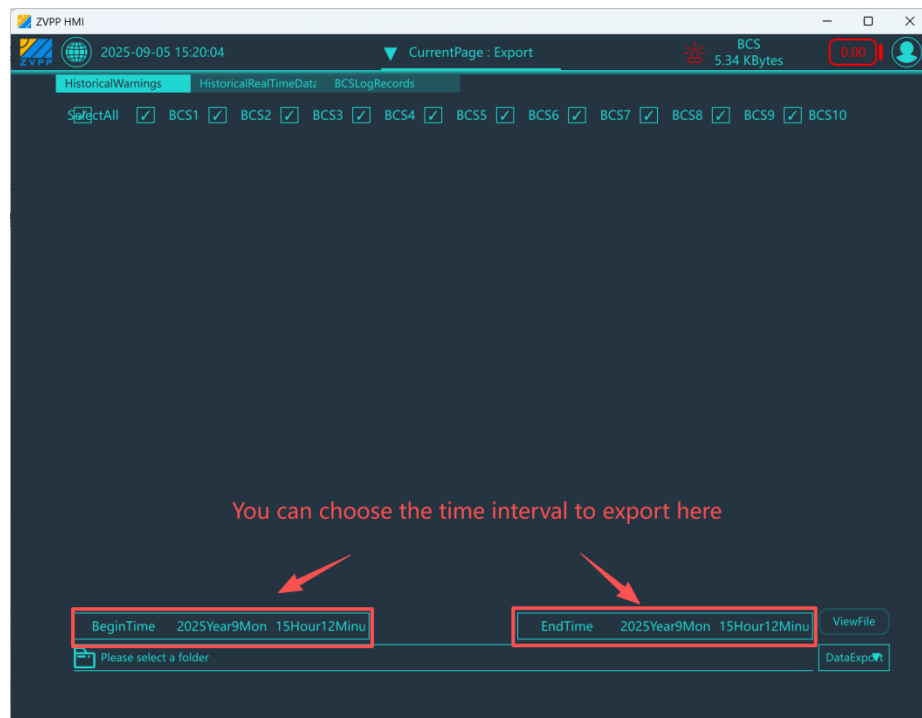 ZVPP HMI
ZVPP 2025-09-05 15:20:04 CurrentPage : Export BCS 5.34 KBytes 0.00
HistoricalWarnings HistoricalRealTimeData BCSLogRecords
SelectAll BCS1 BCS2 BCS3 BCS4 BCS5 BCS6 BCS7 BCS8 BCS9 BCS10
You can choose the time interval to export here
BeginTime 2025Year9Mon 15Hour12Minu EndTime 2025Year9Mon 15Hour12Minu ViewFile
Please select a folder DataExport